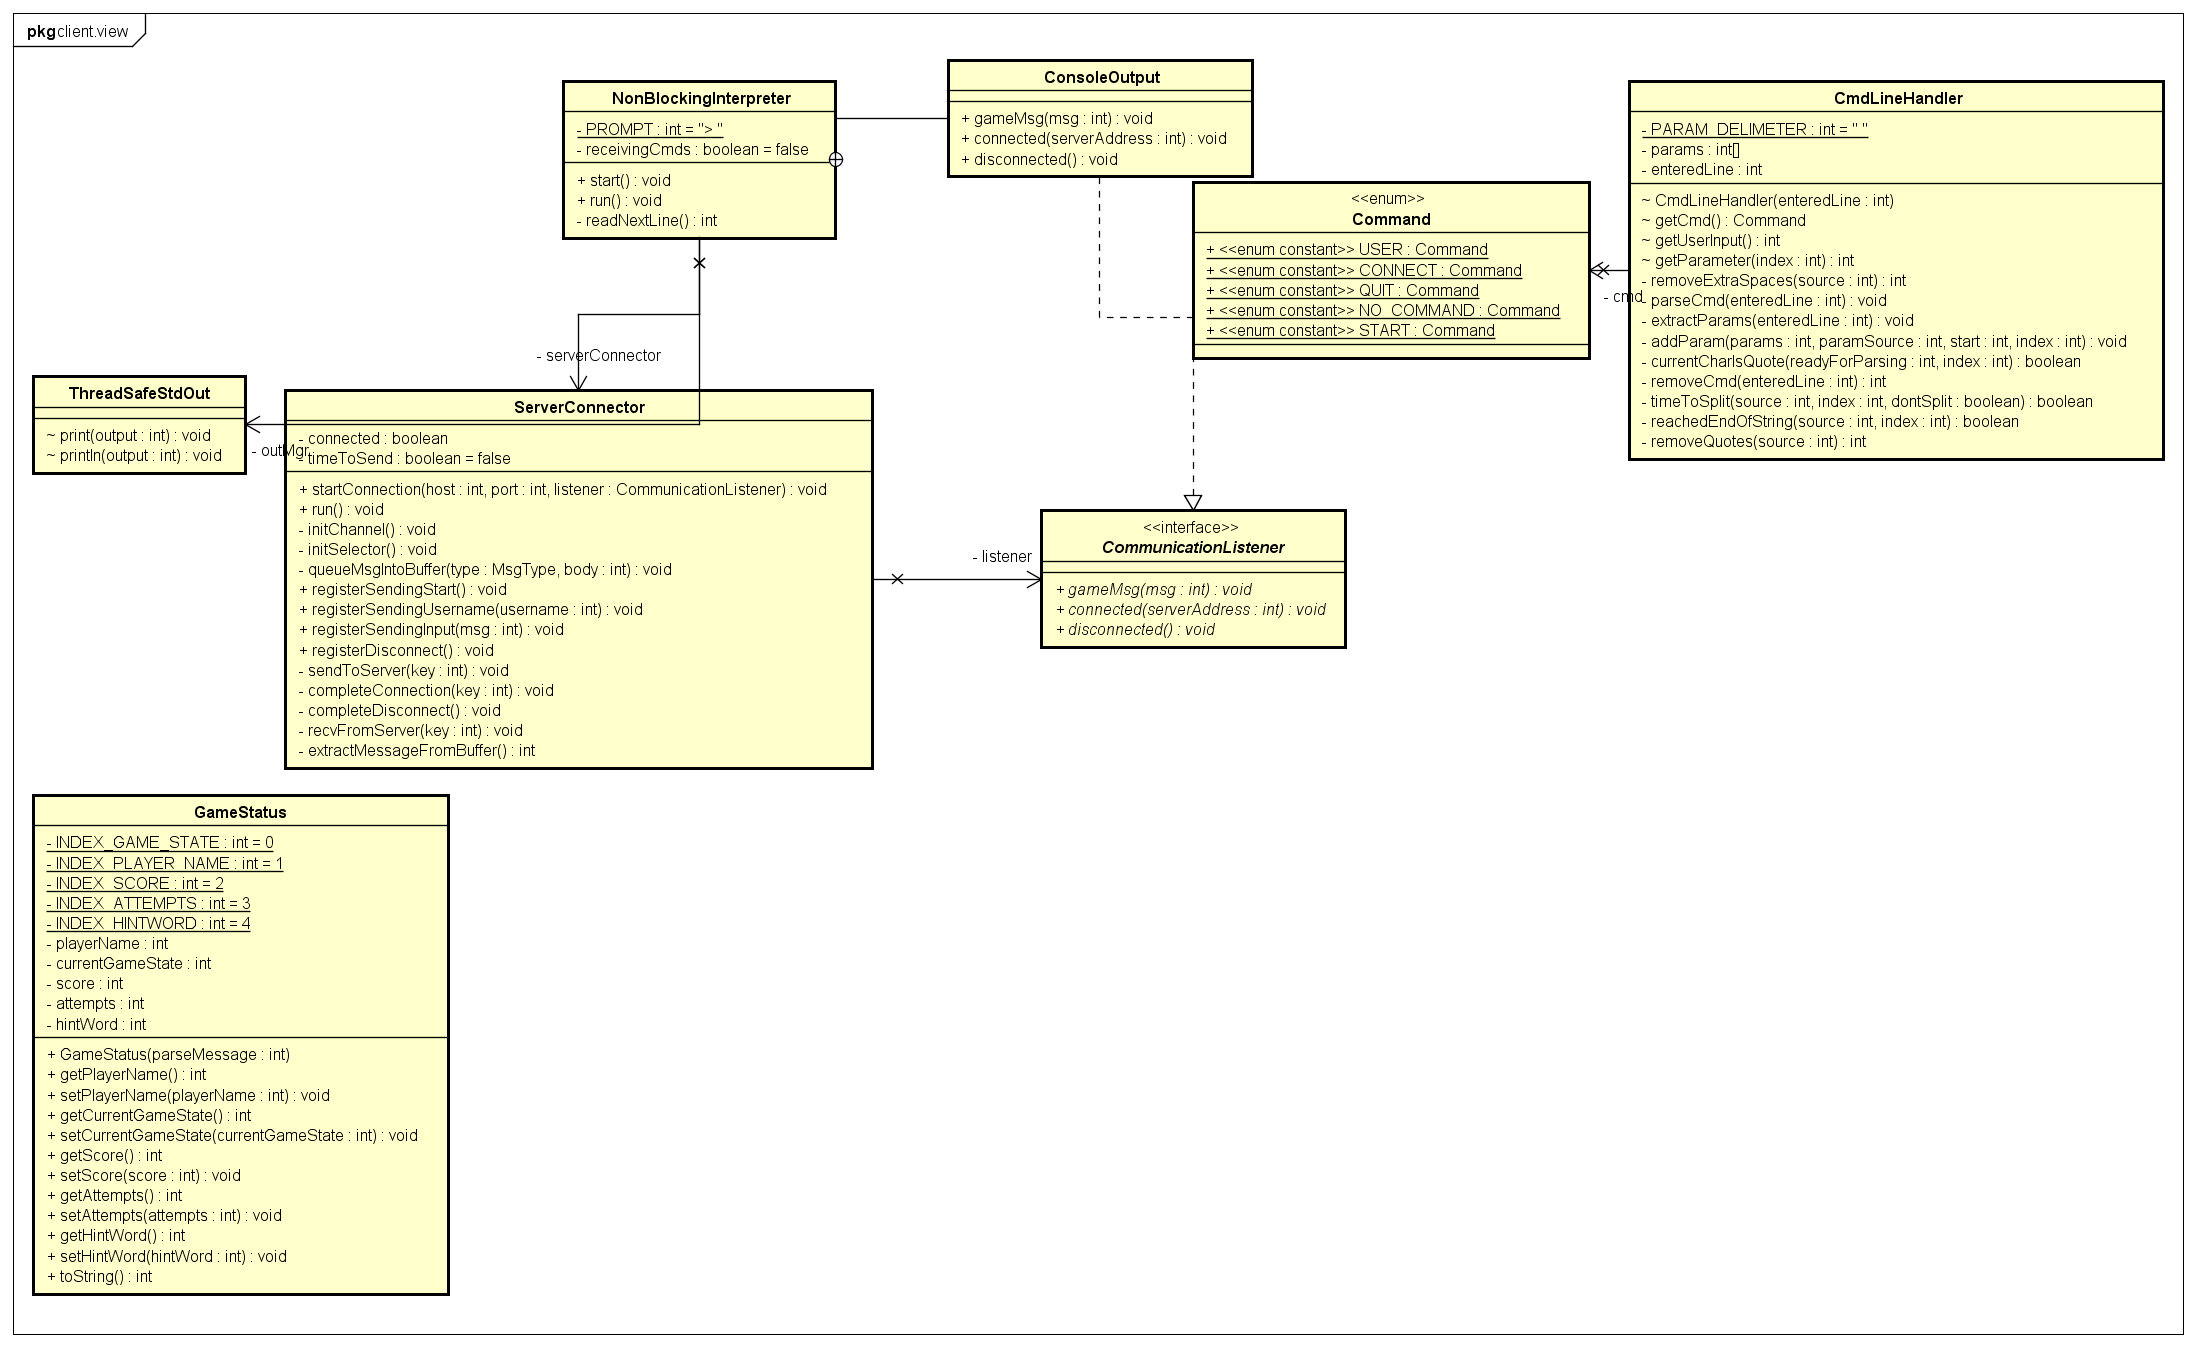 pkg client.view
NonBlockingInterpreter
- PROMPT : int = "> "
- receivingCmds : boolean = false
+ start() : void
+ run() : void
- readNextLine() : int
ConsoleOutput
+ gameMsg(msg : int) : void
+ connected(serverAddress : int) : void
+ disconnected() : void
<<enum>>
Command
+ <<enum constant>> USER : Command
+ <<enum constant>> CONNECT : Command
+ <<enum constant>> QUIT : Command
+ <<enum constant>> NO_COMMAND : Command
+ <<enum constant>> START : Command
- cmd
CmdLineHandler
- PARAM_DELIMETER : int = " "
- params : int[]
- enteredLine : int
~ CmdLineHandler(enteredLine : int)
~ getCmd() : Command
~ getUserInput() : int
~ getParameter(index : int) : int
- removeExtraSpaces(source : int) : int
- parseCmd(enteredLine : int) : void
- extractParams(enteredLine : int) : void
- addParam(params : int, paramSource : int, start : int, index : int) : void
- currentCharIsQuote(readyForParsing : int, index : int) : boolean
- removeCmd(enteredLine : int) : int
- timeToSplit(source : int, index : int, dontSplit : boolean) : boolean
- reachedEndOfString(source : int, index : int) : boolean
- removeQuotes(source : int) : int
- serverConnector
ThreadSafeStdOut
~ print(output : int) : void
~ println(output : int) : void
- outMgr
ServerConnector
- connected : boolean
- timeToSend : boolean = false
+ startConnection(host : int, port : int, listener : CommunicationListener) : void
+ run() : void
- initChannel() : void
- initSelector() : void
- queueMsgIntoBuffer(type : MsgType, body : int) : void
+ registerSendingStart() : void
+ registerSendingUsername(username : int) : void
+ registerSendingInput(msg : int) : void
+ registerDisconnect() : void
- sendToServer(key : int) : void
- completeConnection(key : int) : void
- completeDisconnect() : void
- recvFromServer(key : int) : void
- extractMessageFromBuffer() : int
- listener
<<interface>>
CommunicationListener
+ gameMsg(msg : int) : void
+ connected(serverAddress : int) : void
+ disconnected() : void
GameStatus
- INDEX_GAME_STATE : int = 0
- INDEX_PLAYER_NAME : int = 1
- INDEX_SCORE : int = 2
- INDEX_ATTEMPTS : int = 3
- INDEX_HINTWORD : int = 4
- playerName : int
- currentGameState : int
- score : int
- attempts : int
- hintWord : int
+ GameStatus(parseMessage : int)
+ getPlayerName() : int
+ setPlayerName(playerName : int) : void
+ getCurrentGameState() : int
+ setCurrentGameState(currentGameState : int) : void
+ getScore() : int
+ setScore(score : int) : void
+ getAttempts() : int
+ setAttempts(attempts : int) : void
+ getHintWord() : int
+ setHintWord(hintWord : int) : void
+ toString() : int